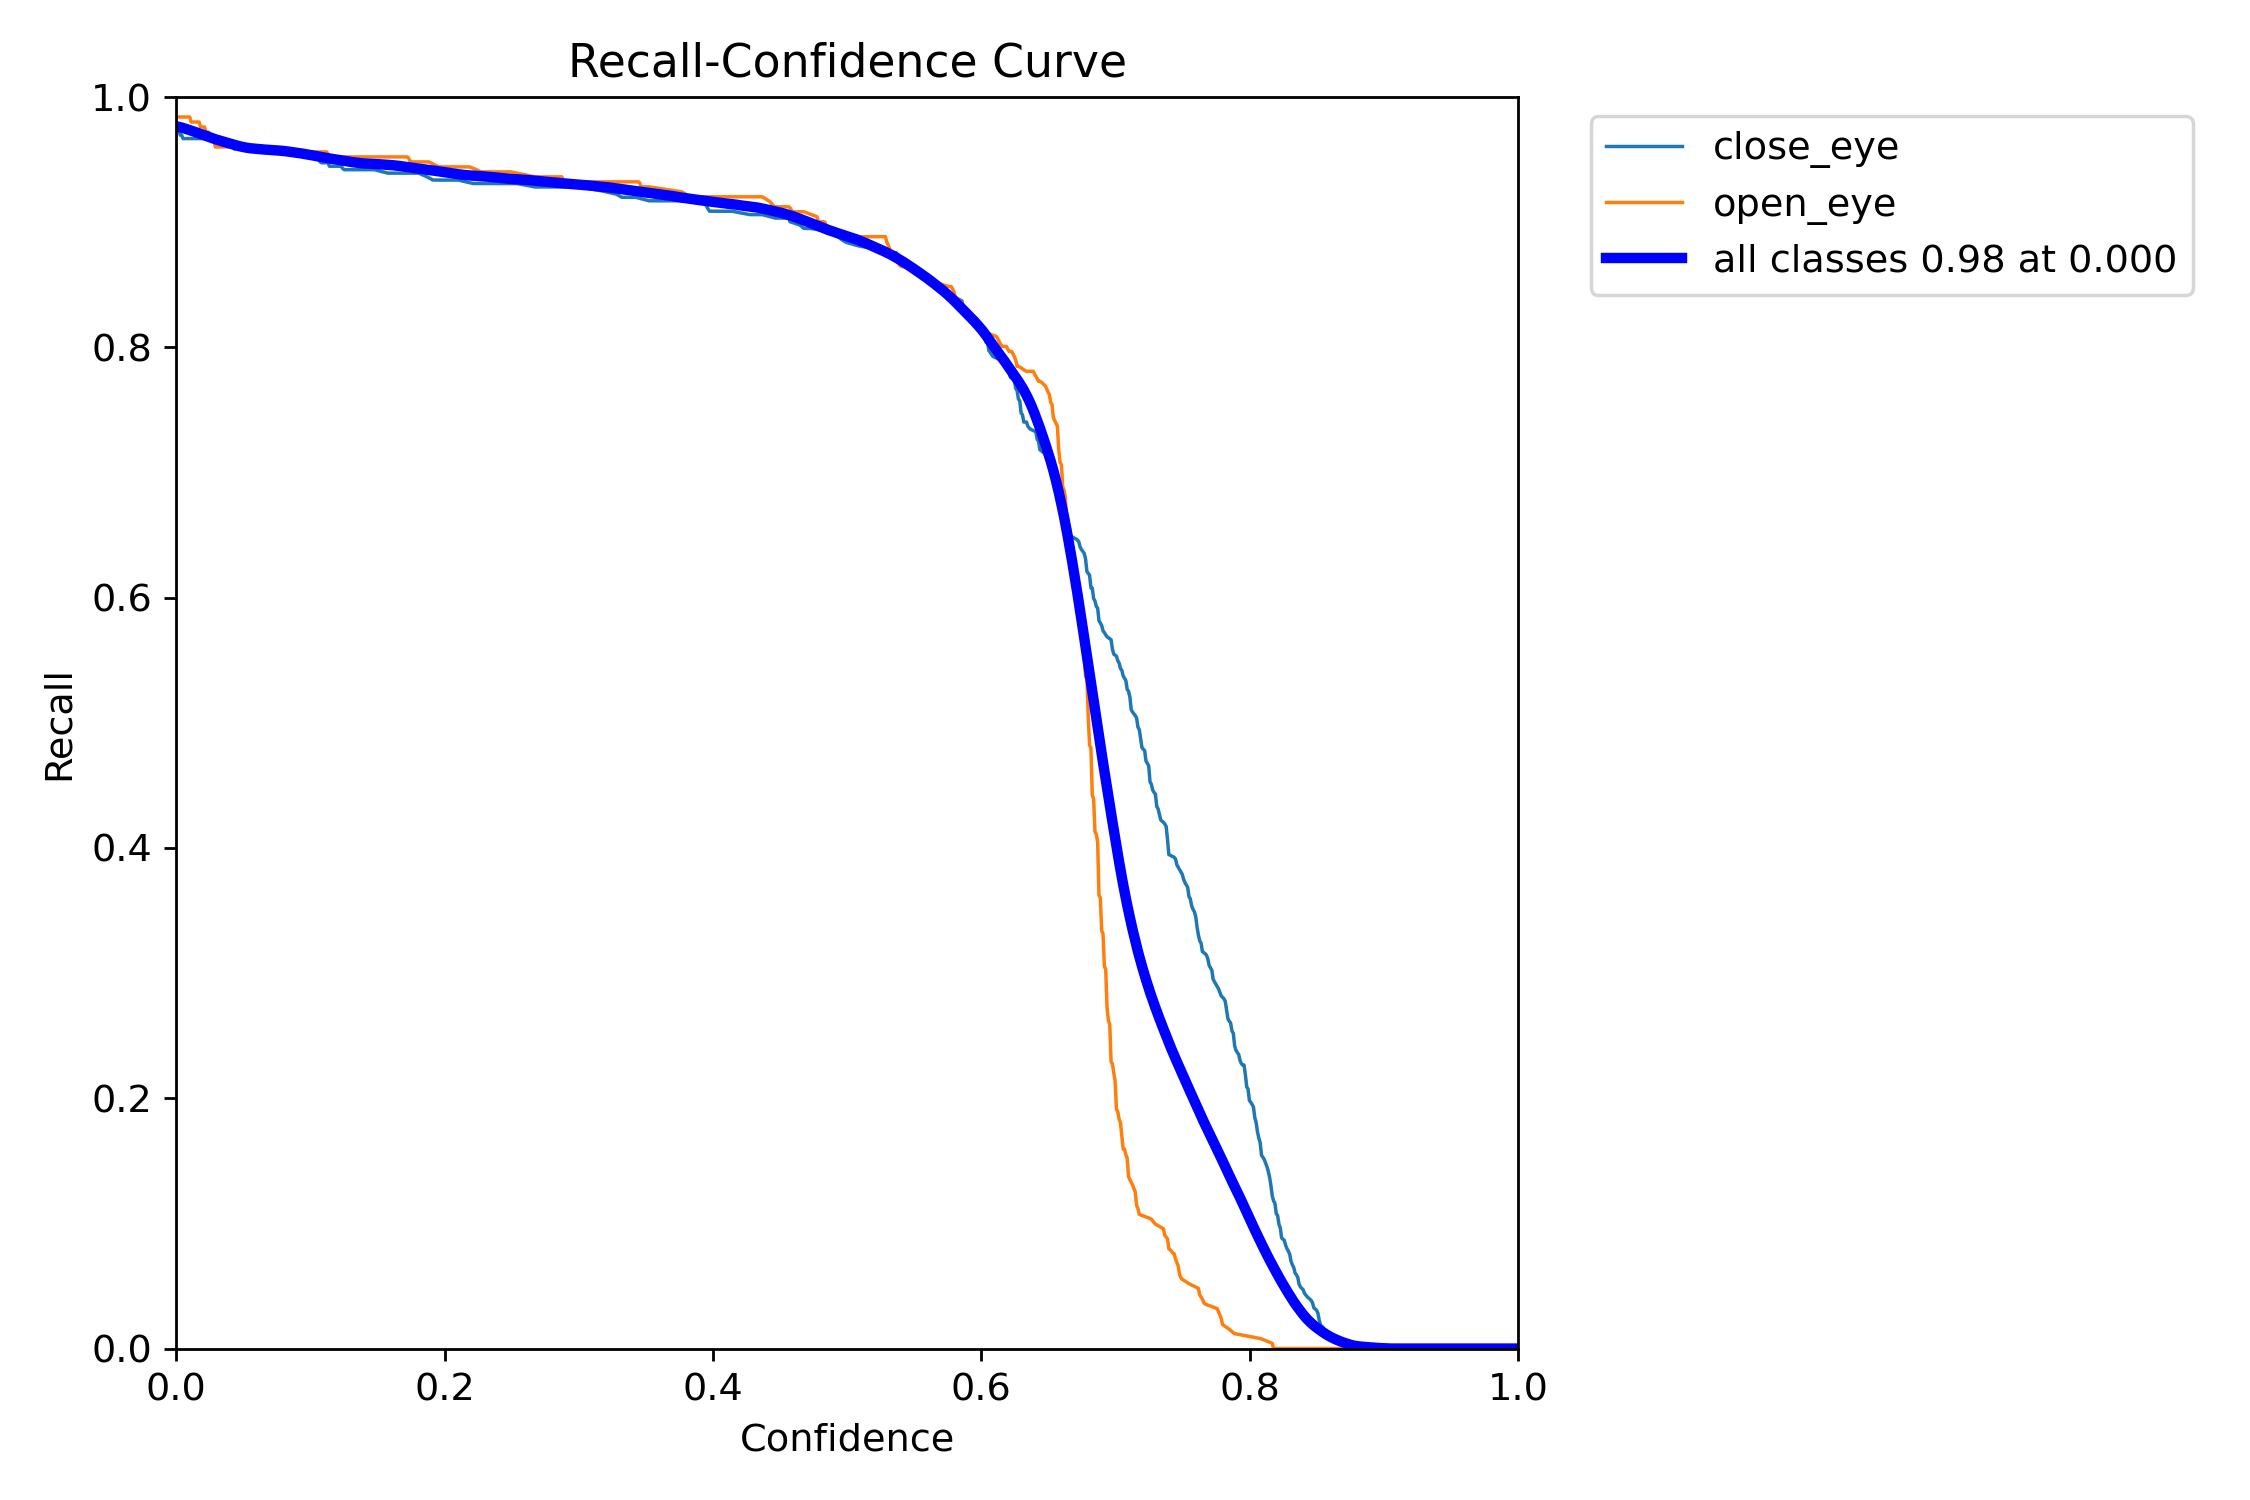 Recall-Confidence Curve
1.0
0.8
0.6
0.4
0.2
0.0
Recall
0.0 0.2 0.4 0.6 0.8 1.0
Confidence
close_eye
open_eye
all classes 0.98 at 0.000